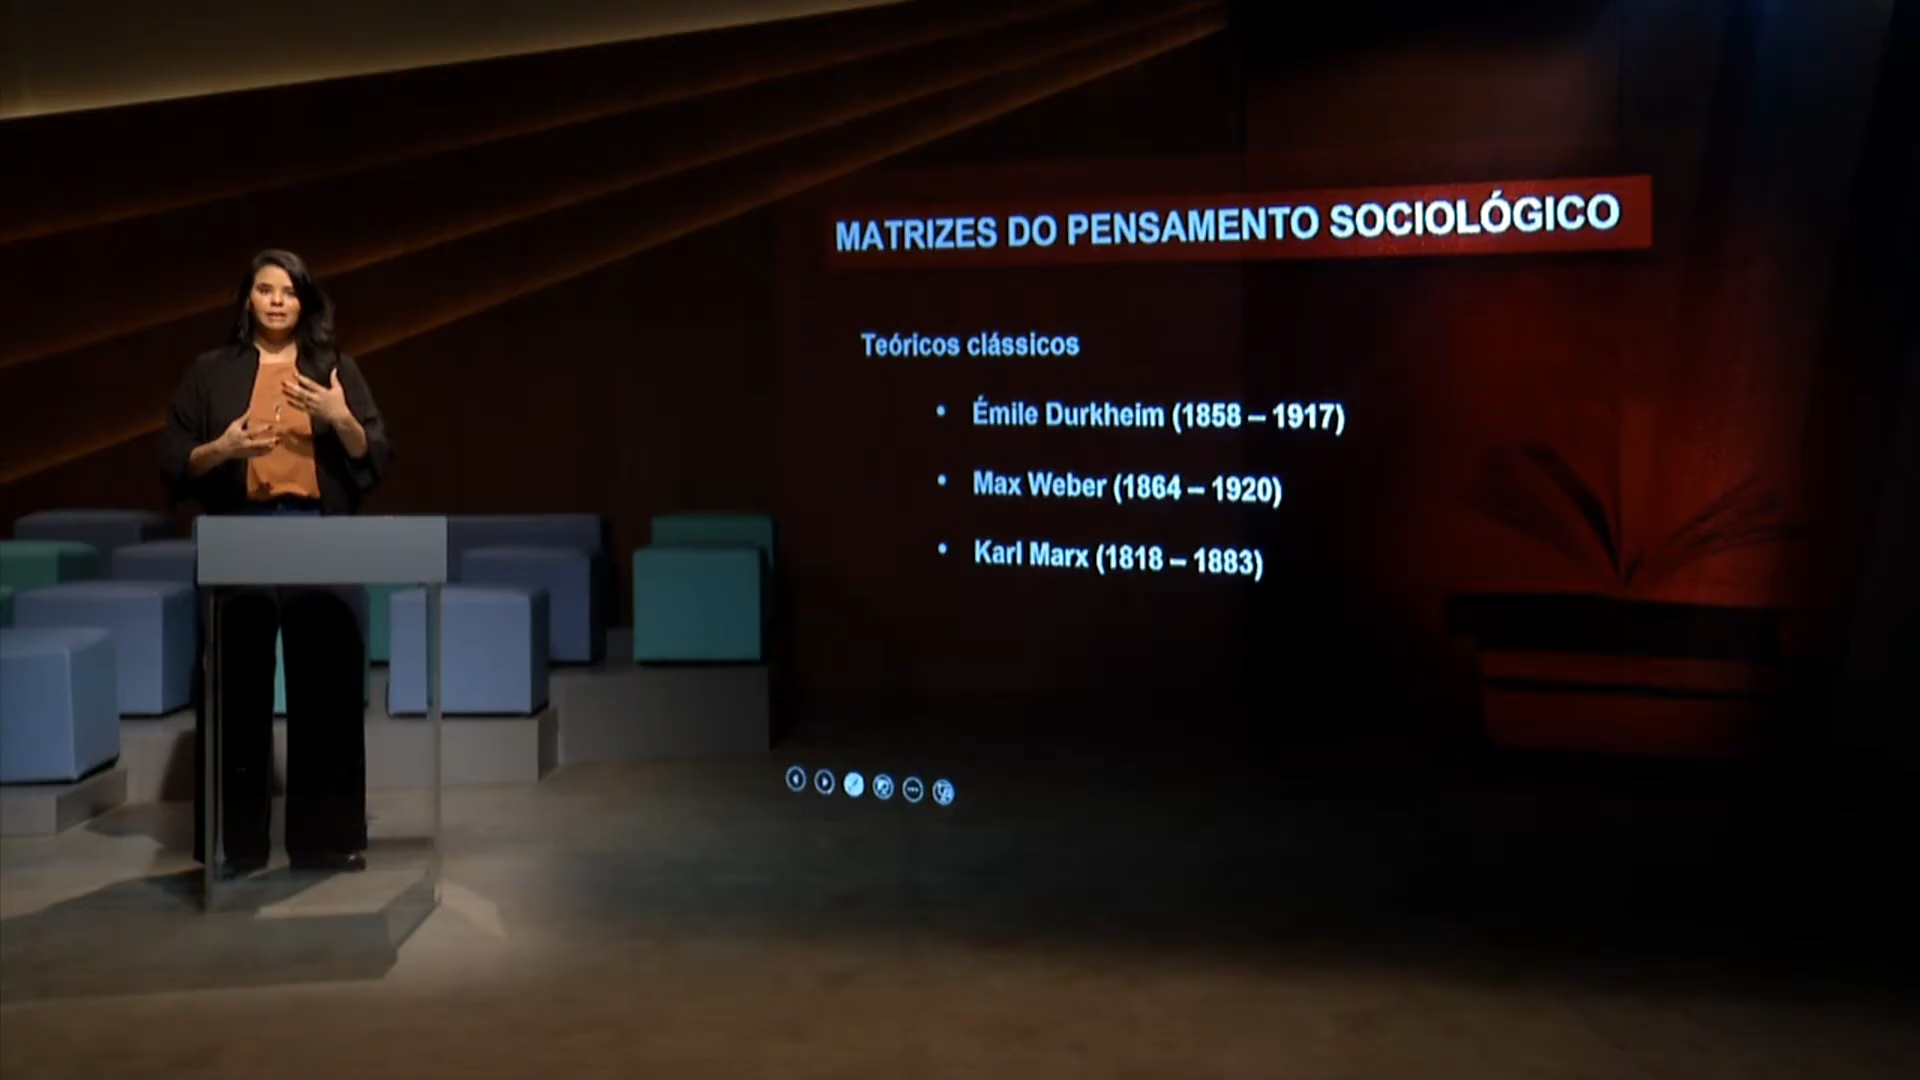 MATRIZES DO PENSAMENTO SOCIOLÓGICO
Teóricos clássicos
• Émile Durkheim (1858 – 1917)
• Max Weber (1864 – 1920)
• Karl Marx (1818 – 1883)